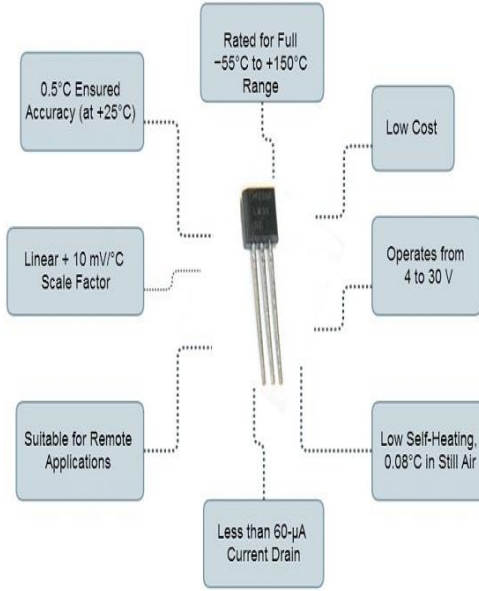 Rated for Full
−55°C to +150°C
Range
0.5°C Ensured
Accuracy (at +25°C)
Low Cost
Linear + 10 mV/°C
Scale Factor
Operates from
4 to 30 V
Suitable for Remote
Applications
Low Self-Heating,
0.08°C in Still Air
Less than 60-µA
Current Drain